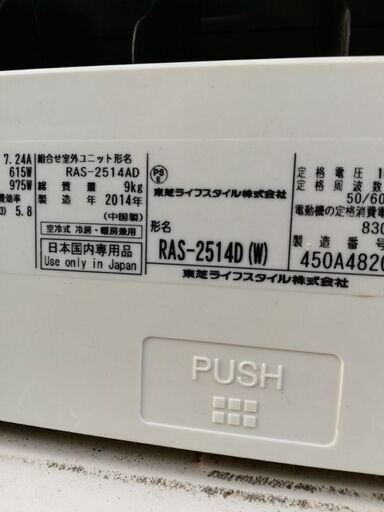 7.24A
615W
975W
効率
3) 5.8
組合せ室外ユニット形名
RAS-2514AD
総質量 9kg
製造年 2014年
(中国製)
空冷式 冷房・暖房兼用
日本国内専用品
Use only in Japan
PS
E
東芝ライフスタイル株式会社
形名
RAS-2514D(W)
東芝ライフスタイル株式会社
定格電圧 1
定格周波数
50/60
電動機の定格消費電
830
製造番号
450A4820
PUSH